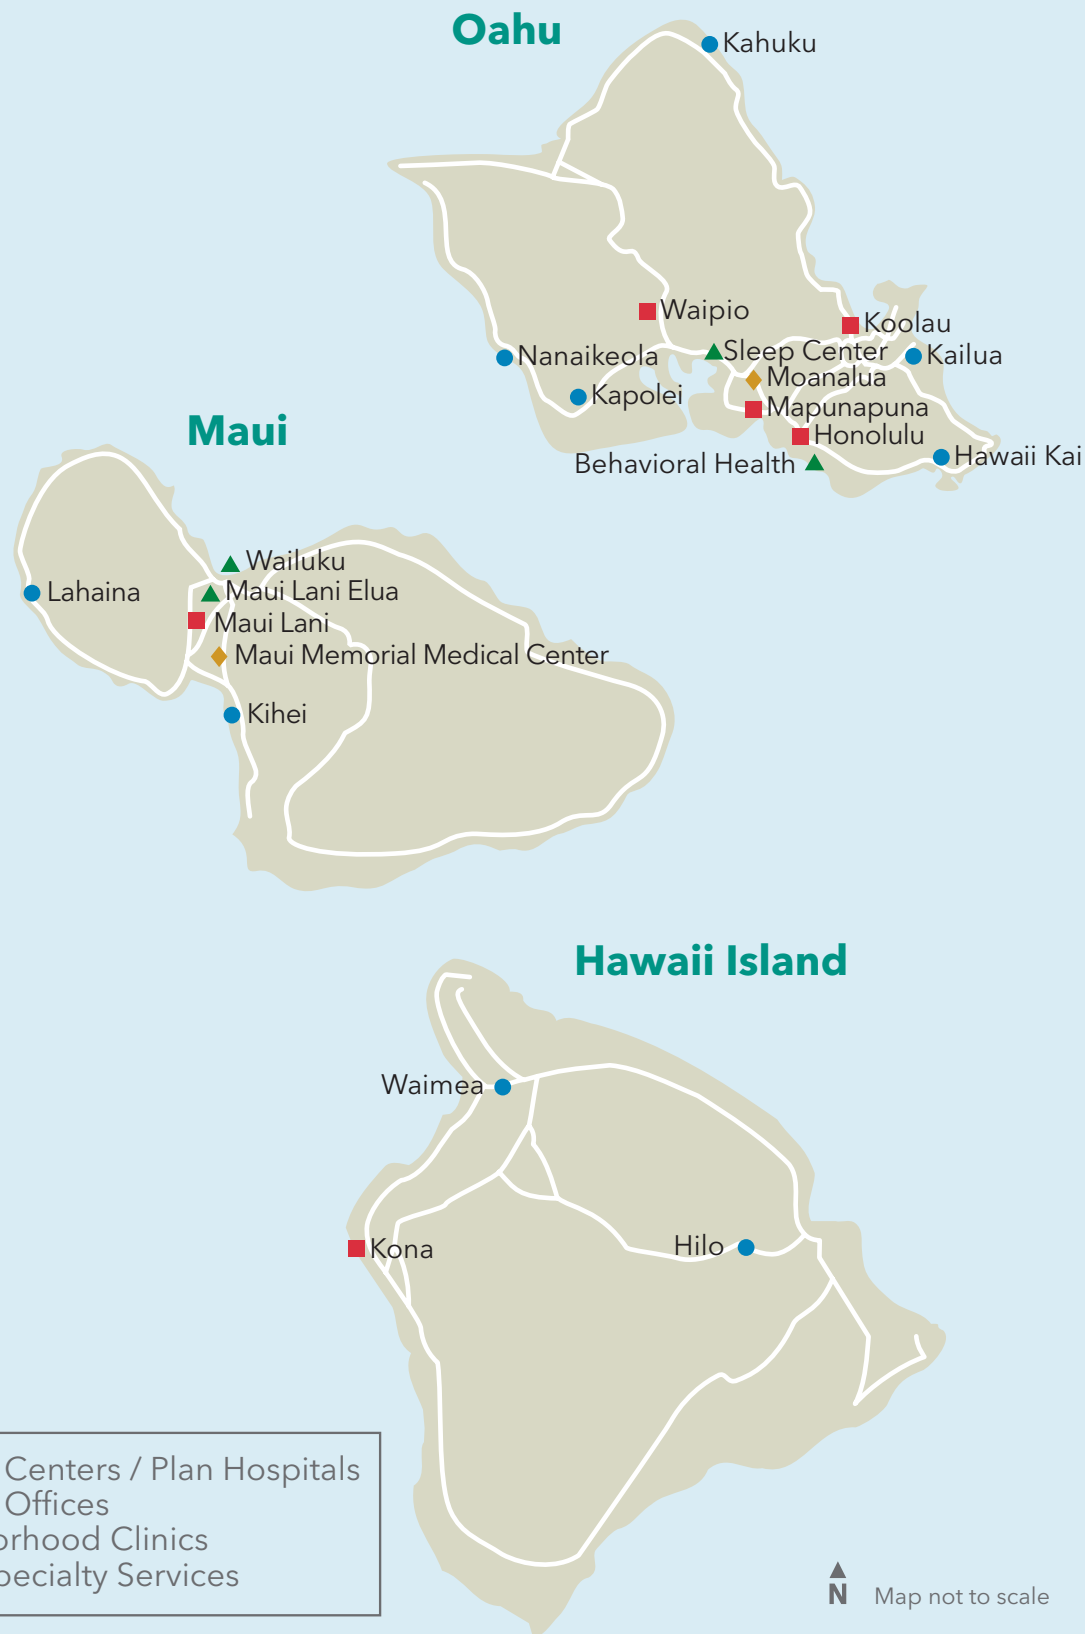 Oahu
Kahuku
Waipio
Koolau
Sleep Center
Kailua
Nanaikeola
Moanalua
Kapolei
Mapunapuna
Honolulu
Behavioral Health
Hawaii Kai
Maui
Wailuku
Lahaina
Maui Lani Elua
Maui Lani
Maui Memorial Medical Center
Kihei
Hawaii Island
Waimea
Kona
Hilo
Centers / Plan Hospitals
Offices
orhood Clinics
pecialty Services
N
Map not to scale